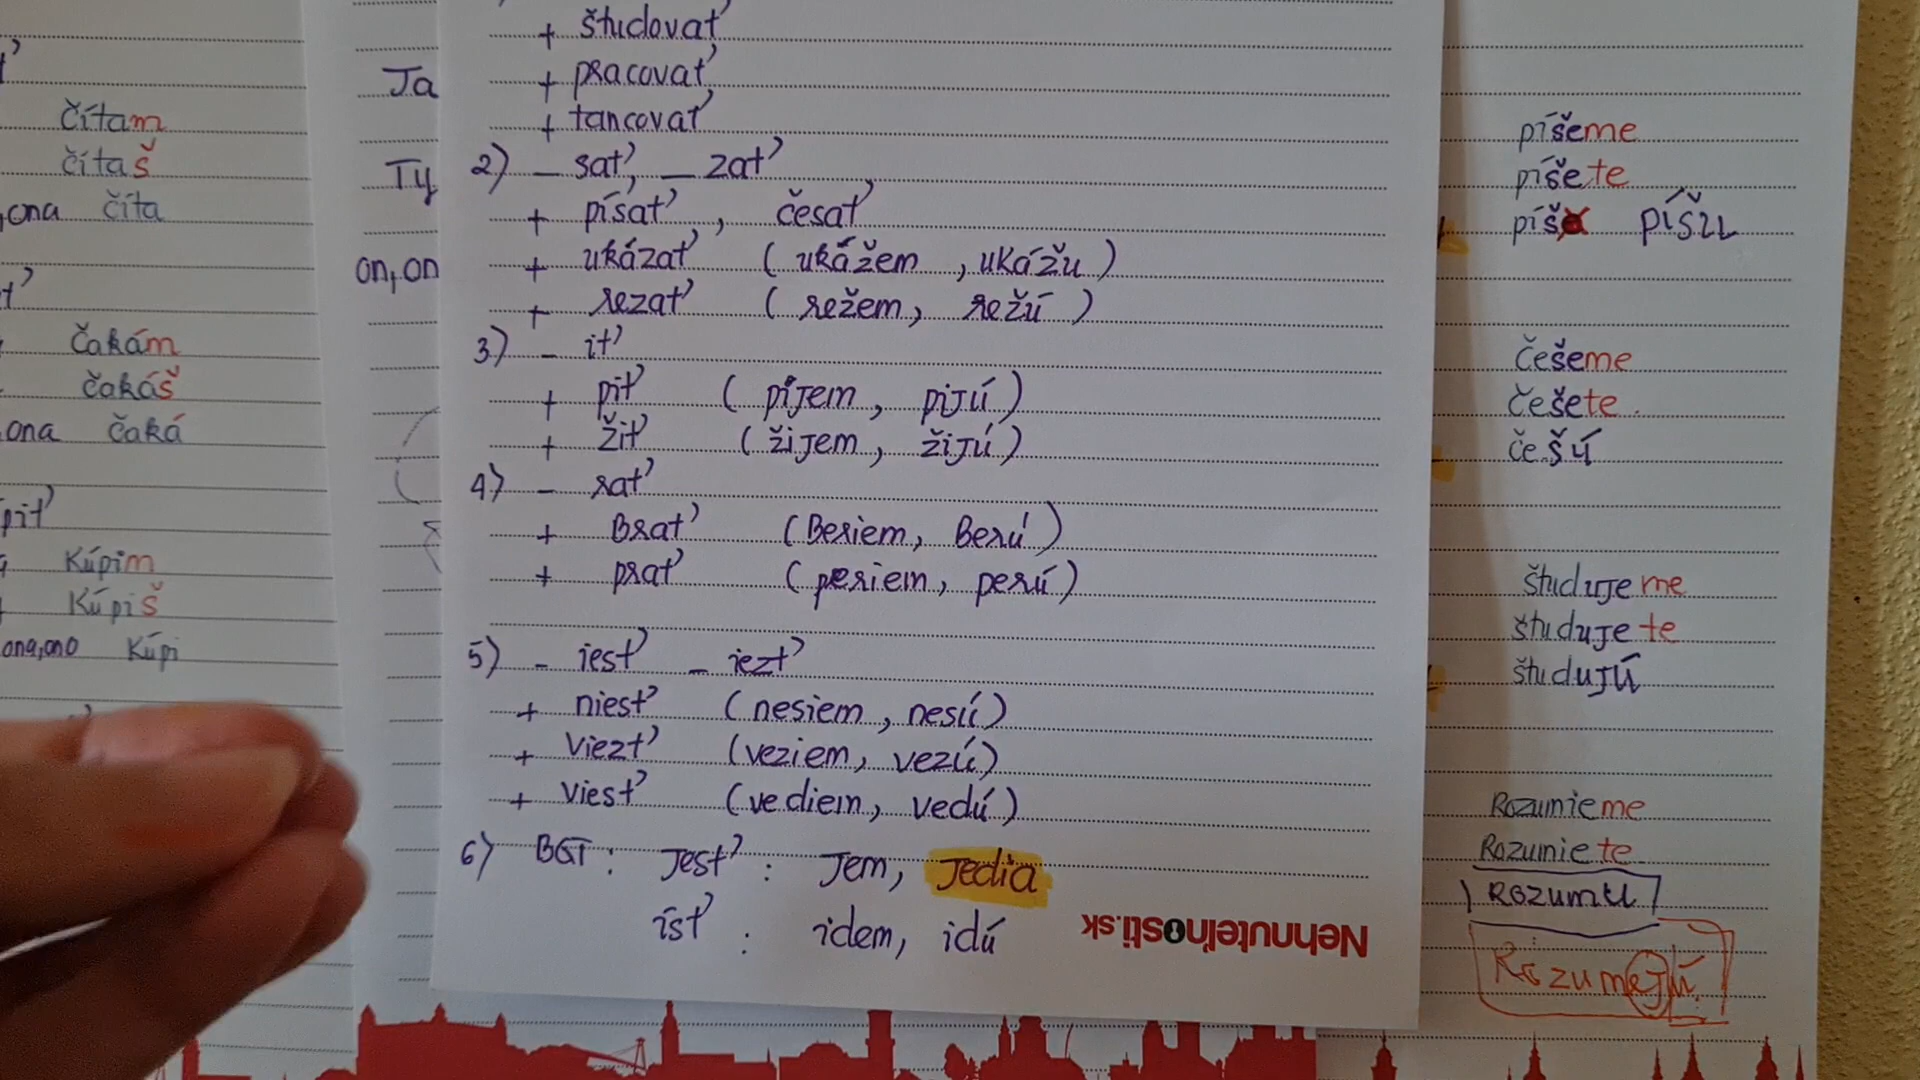 čítam
čítaš
,ona číta
čakám
čakáš
ona čaká
piť
kúpim
kúpiš
ona,ono kúpi
Ja
Ty
on, on
+ študovať
+ pracovať
+ tancovať
2) – sať, – zať
+ písať, česať
+ ukázať (ukážem, ukážu)
+ rezať (režem, režú)
3) – iť
+ piť (pijem, pijú)
+ žiť (žijem, žijú)
4) – rať
+ Brať (Beriem, Berú)
+ prať (periem, perú)
5) – iesť – iezť
+ niesť (nesiem, nesú)
+ viezť (veziem, vezú)
+ viesť (vediem, vedú)
6) BGT: Jesť: Jem, Jedia
ísť: idem, idú
Nehnuteľnosti.sk
píšeme
píšete
píšu
češeme
češete
češú
študujeme
študujete
študujú
Rozumieme
Rozumiete
Rozumu
Rozumejú